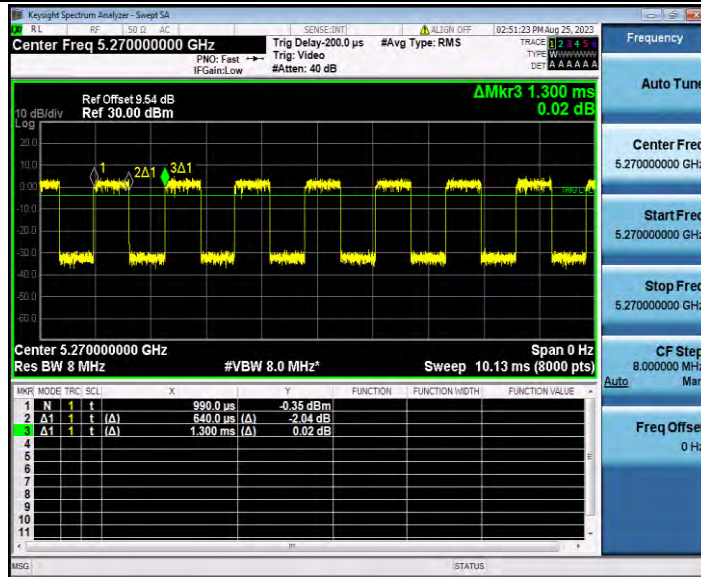 Keysight Spectrum Analyzer - Swept SA
RL RF 50 Ω AC SENSE:INT ALIGN OFF 02:51:23 PM Aug 25, 2023
Center Freq 5.270000000 GHz
PNO: Fast
IFGain:Low
Trig Delay-200.0 µs
Trig: Video
#Atten: 40 dB
#Avg Type: RMS
TRACE 1 2 3 4 5 6
TYPE W
DET A A A A A A
Ref Offset 9.54 dB
Ref 30.00 dBm
ΔMkr3 1.300 ms
0.02 dB
10 dB/div
Log
20.0
10.0
0.00
-10.0
-20.0
-30.0
-40.0
-50.0
-60.0
1
2Δ1
3Δ1
Center 5.270000000 GHz
Span 0 Hz
Res BW 8 MHz
#VBW 8.0 MHz*
Sweep 10.13 ms (8000 pts)
MKR MODE TRC SCL X Y FUNCTION FUNCTION WIDTH FUNCTION VALUE
1 N 1 t 990.0 µs -0.35 dBm
2 Δ1 1 t (Δ) 640.0 µs (Δ) -2.04 dB
3 Δ1 1 t (Δ) 1.300 ms (Δ) 0.02 dB
4
5
6
7
8
9
10
11
MSG
STATUS
Frequency
Auto Tune
Center Freq
5.270000000 GHz
Start Freq
5.270000000 GHz
Stop Freq
5.270000000 GHz
CF Step
8.000000 MHz
Auto Man
Freq Offset
0 Hz